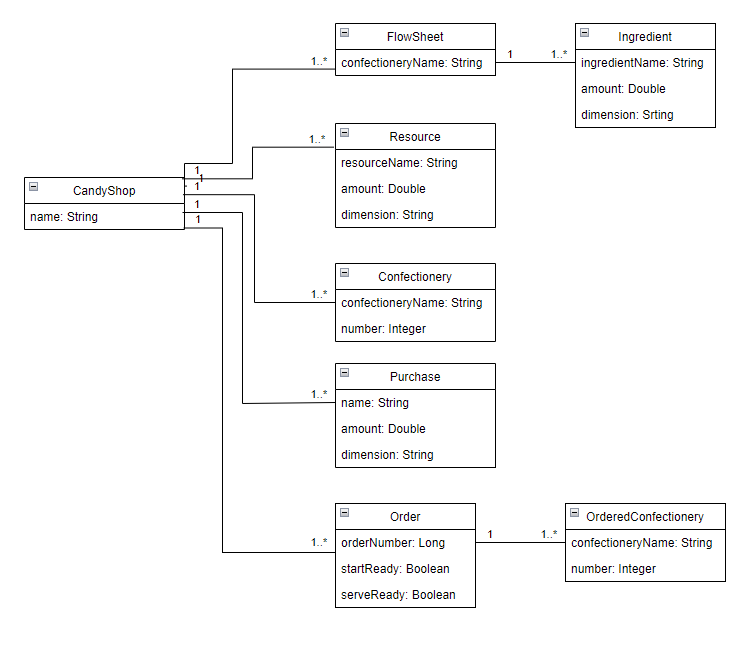 FlowSheet
confectioneryName: String
1..*
1
1..*
Ingredient
ingredientName: String
amount: Double
dimension: Srting
Resource
resourceName: String
amount: Double
dimension: String
1..*
CandyShop
name: String
1
1
1
1
1
Confectionery
confectioneryName: String
number: Integer
1..*
Purchase
name: String
amount: Double
dimension: String
1..*
Order
orderNumber: Long
startReady: Boolean
serveReady: Boolean
1..*
1
1..*
OrderedConfectionery
confectioneryName: String
number: Integer